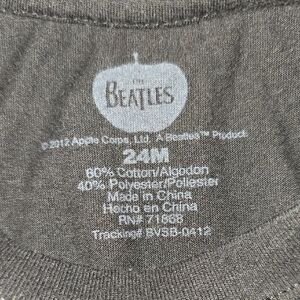 THE
BEATLES
©2012 Apple Corps, Ltd. A Beatles™ Product.
24M
60% Cotton/Algodon
40% Polyester/Poliester
Made in China
Hecho en China
RN# 71868
Tracking# BVSB-0412